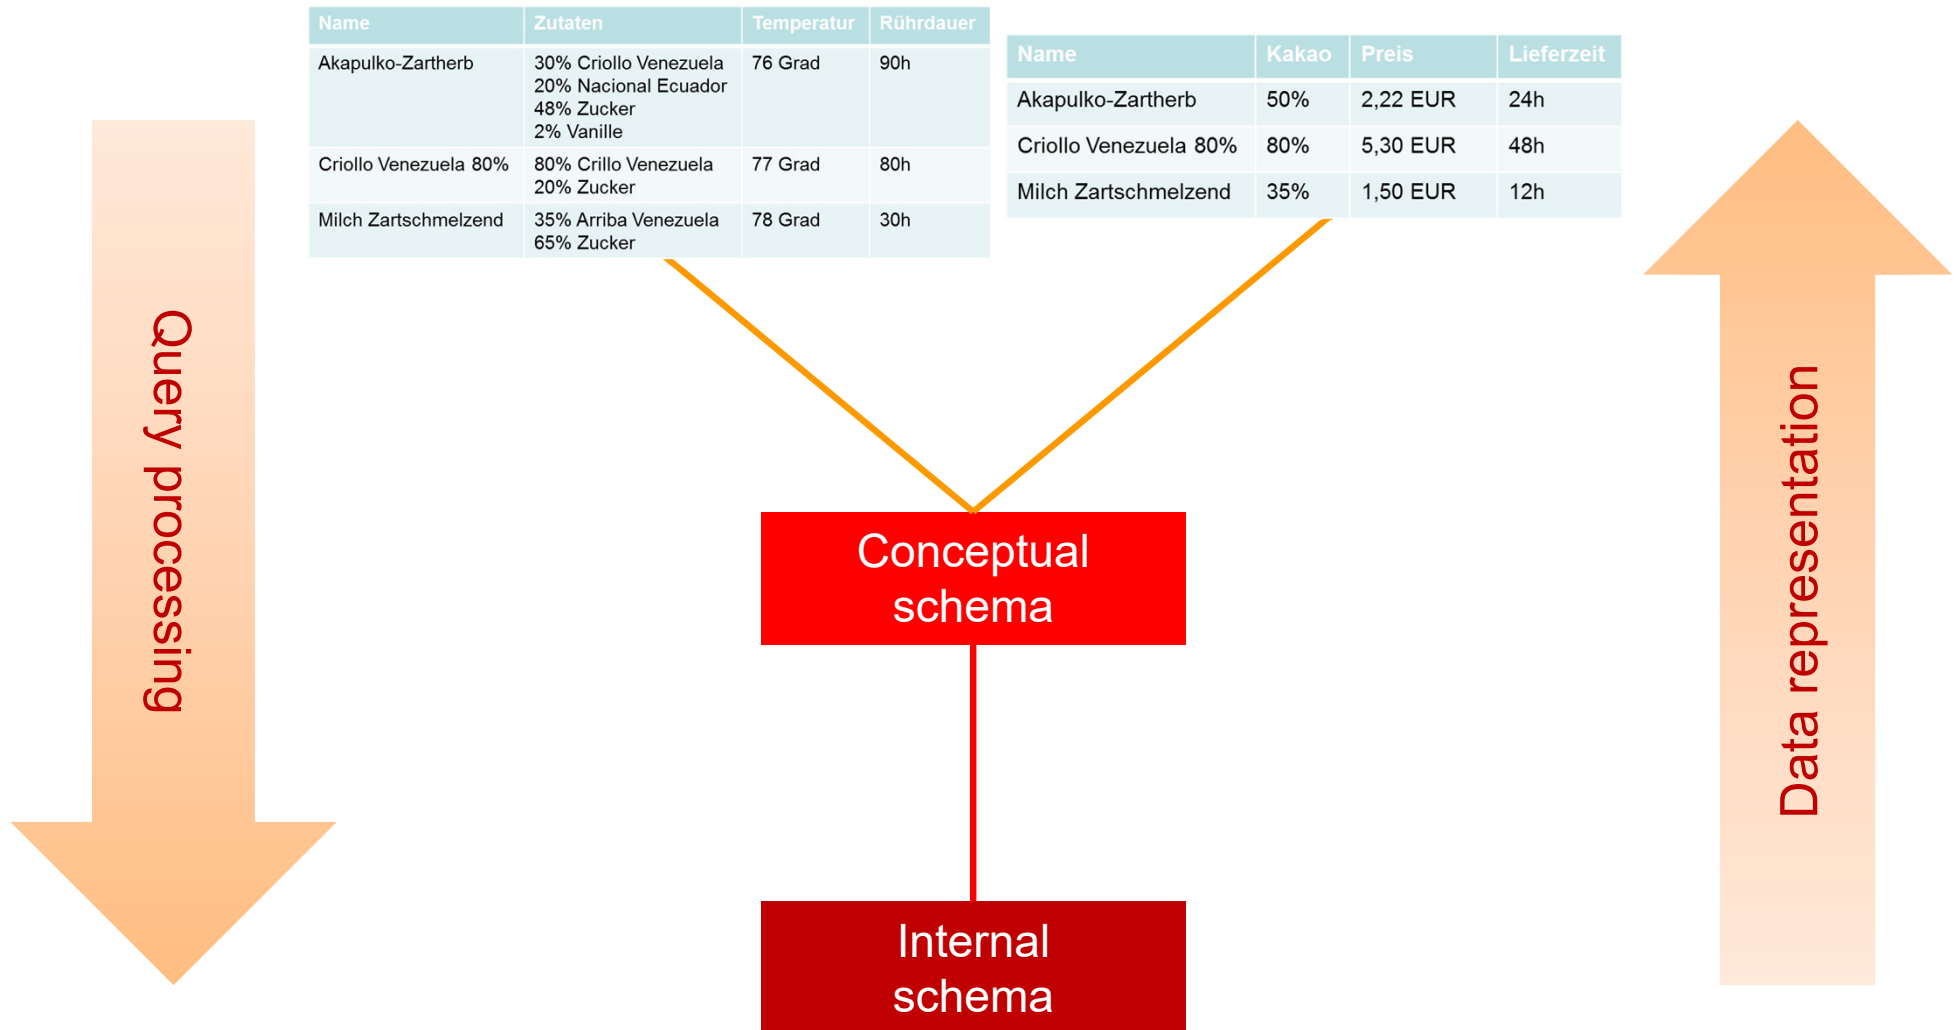 Name Zutaten Temperatur Rührdauer
Akapulko-Zartherb 30% Criollo Venezuela 76 Grad 90h
20% Nacional Ecuador
48% Zucker
2% Vanille
Criollo Venezuela 80% 80% Crillo Venezuela 77 Grad 80h
20% Zucker
Milch Zartschmelzend 35% Arriba Venezuela 78 Grad 30h
65% Zucker
Name Kakao Preis Lieferzeit
Akapulko-Zartherb 50% 2,22 EUR 24h
Criollo Venezuela 80% 80% 5,30 EUR 48h
Milch Zartschmelzend 35% 1,50 EUR 12h
Query processing
Conceptual
schema
Internal
schema
Data representation